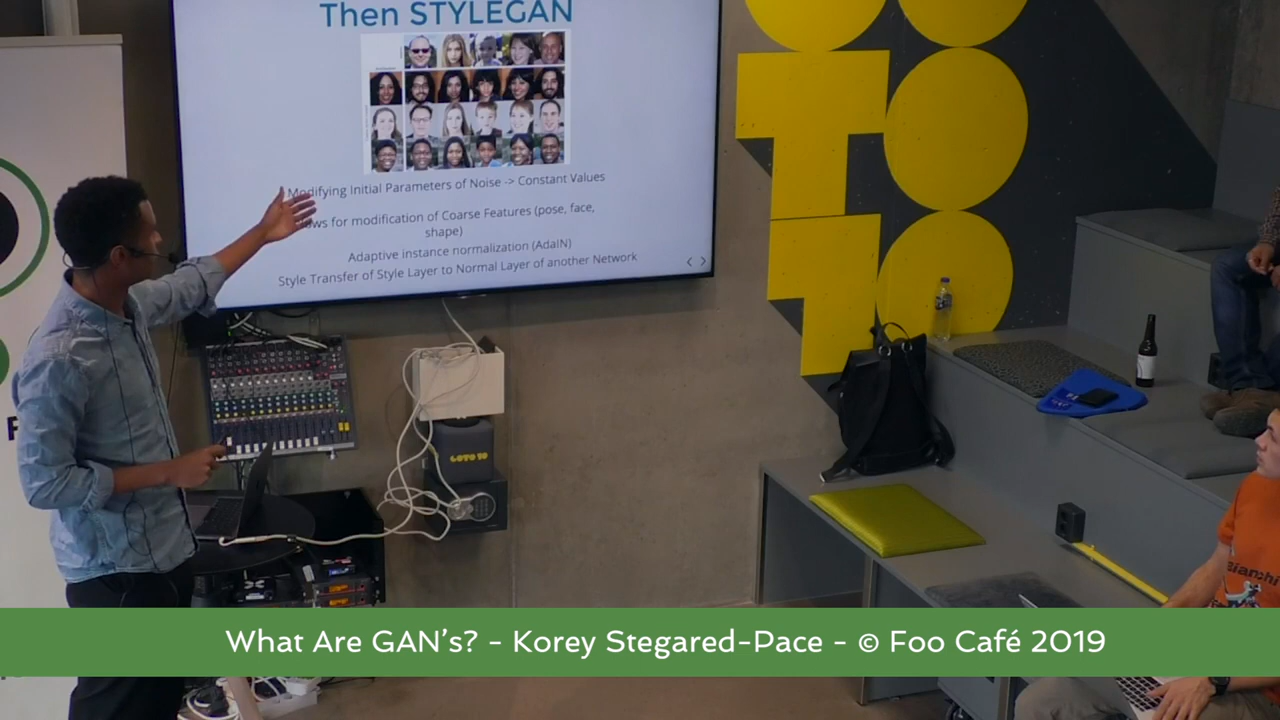 Then STYLEGAN
Modifying Initial Parameters of Noise -> Constant Values
ws for modification of Coarse Features (pose, face,
shape)
Adaptive instance normalization (AdaIN)
Style Transfer of Style Layer to Normal Layer of another Network
< >
GOTO 10
TO
F
Bianchi
What Are GAN's? - Korey Stegared-Pace - © Foo Café 2019